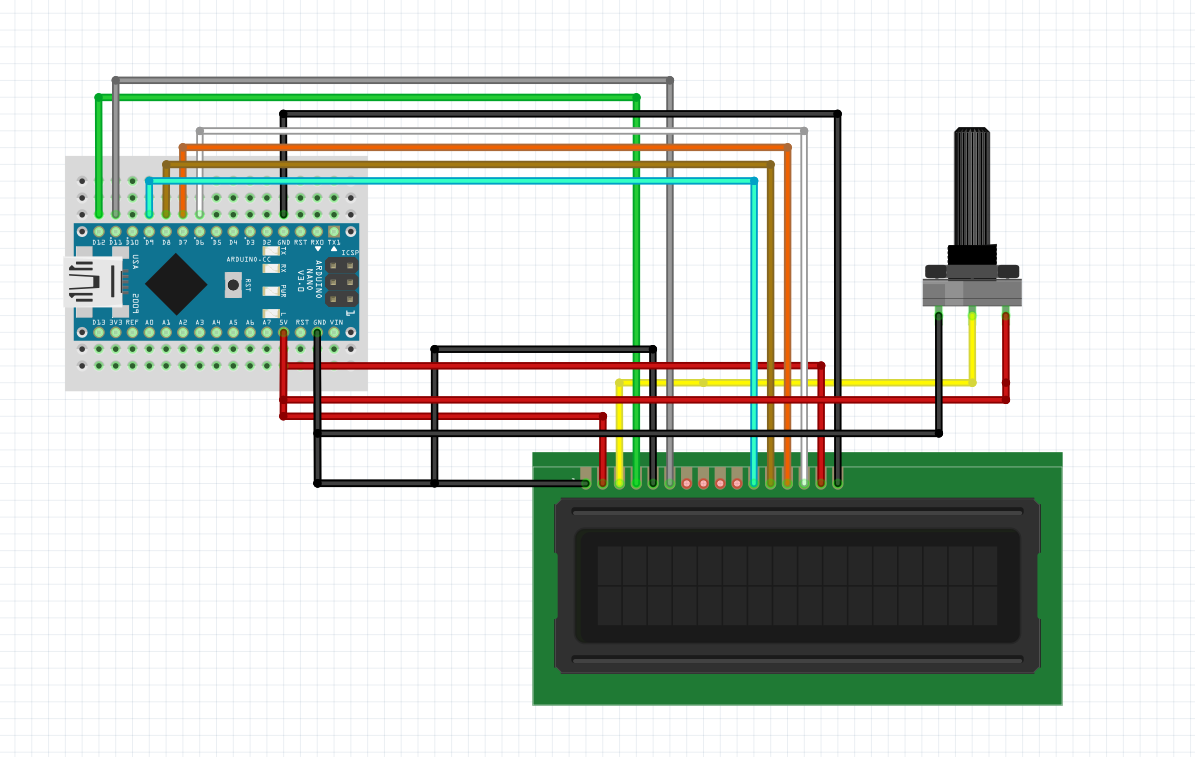 D12 D11 D10 D9 D8 D7 D6 D5 D4 D3 D2 GND RST RX0 TX1
TX
RX
PWR
L
ARDUINO.CC
RST
ARDUINO
NANO
V3.0
ICSP
1
USA
2009
D13 3V3 REF A0 A1 A2 A3 A4 A5 A6 A7 5V RST GND VIN